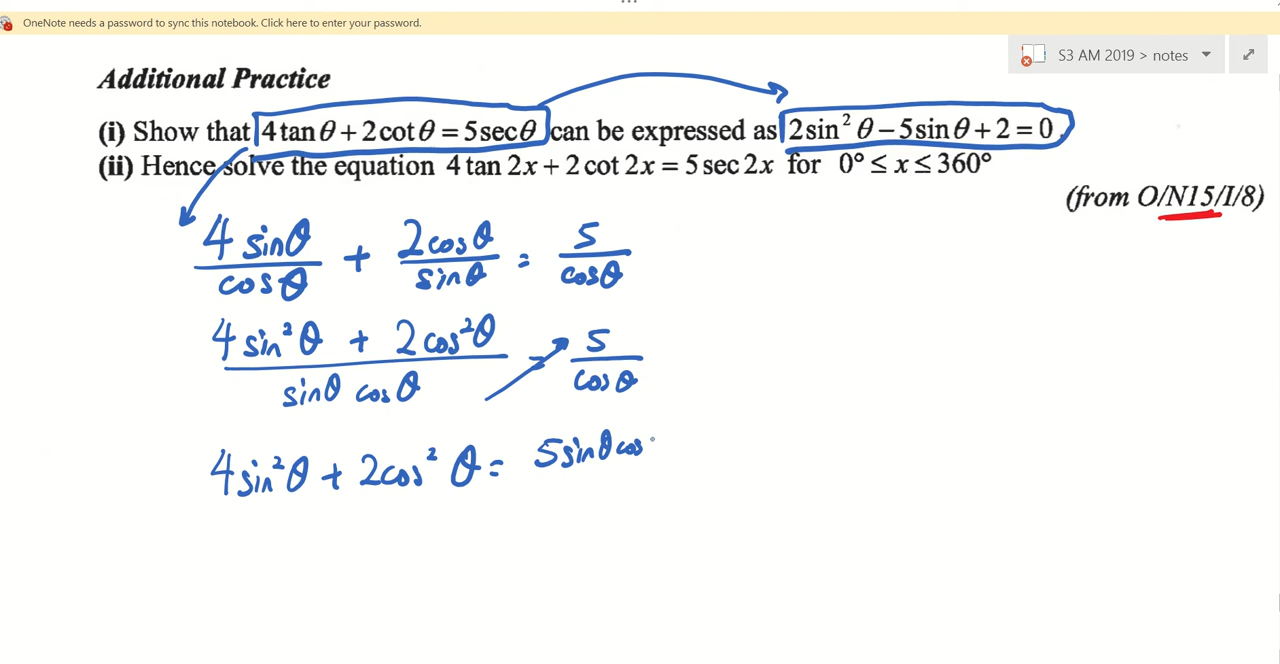 OneNote needs a password to sync this notebook. Click here to enter your password.
S3 AM 2019 > notes
Additional Practice
(i) Show that 4 tan θ + 2 cot θ = 5 sec θ can be expressed as 2 sin² θ − 5 sin θ + 2 = 0.
(ii) Hence solve the equation 4 tan 2x + 2 cot 2x = 5 sec 2x for 0° ≤ x ≤ 360°
(from O/N15/I/8)
4 sinθ / cosθ + 2 cosθ / sinθ = 5 / cosθ
4 sin²θ + 2 cos²θ / sinθ cosθ = 5 / cosθ
4 sin²θ + 2 cos²θ = 5 sinθ cos